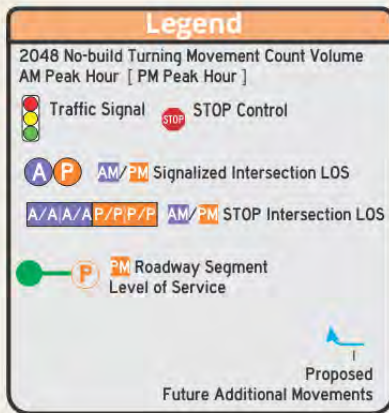 Legend
2048 No-build Turning Movement Count Volume
AM Peak Hour [ PM Peak Hour ]
Traffic Signal
STOP
STOP Control
A P AM/PM Signalized Intersection LOS
A/A|A/A P/P|P/P AM/PM STOP Intersection LOS
P PM Roadway Segment
Level of Service
Proposed
Future Additional Movements